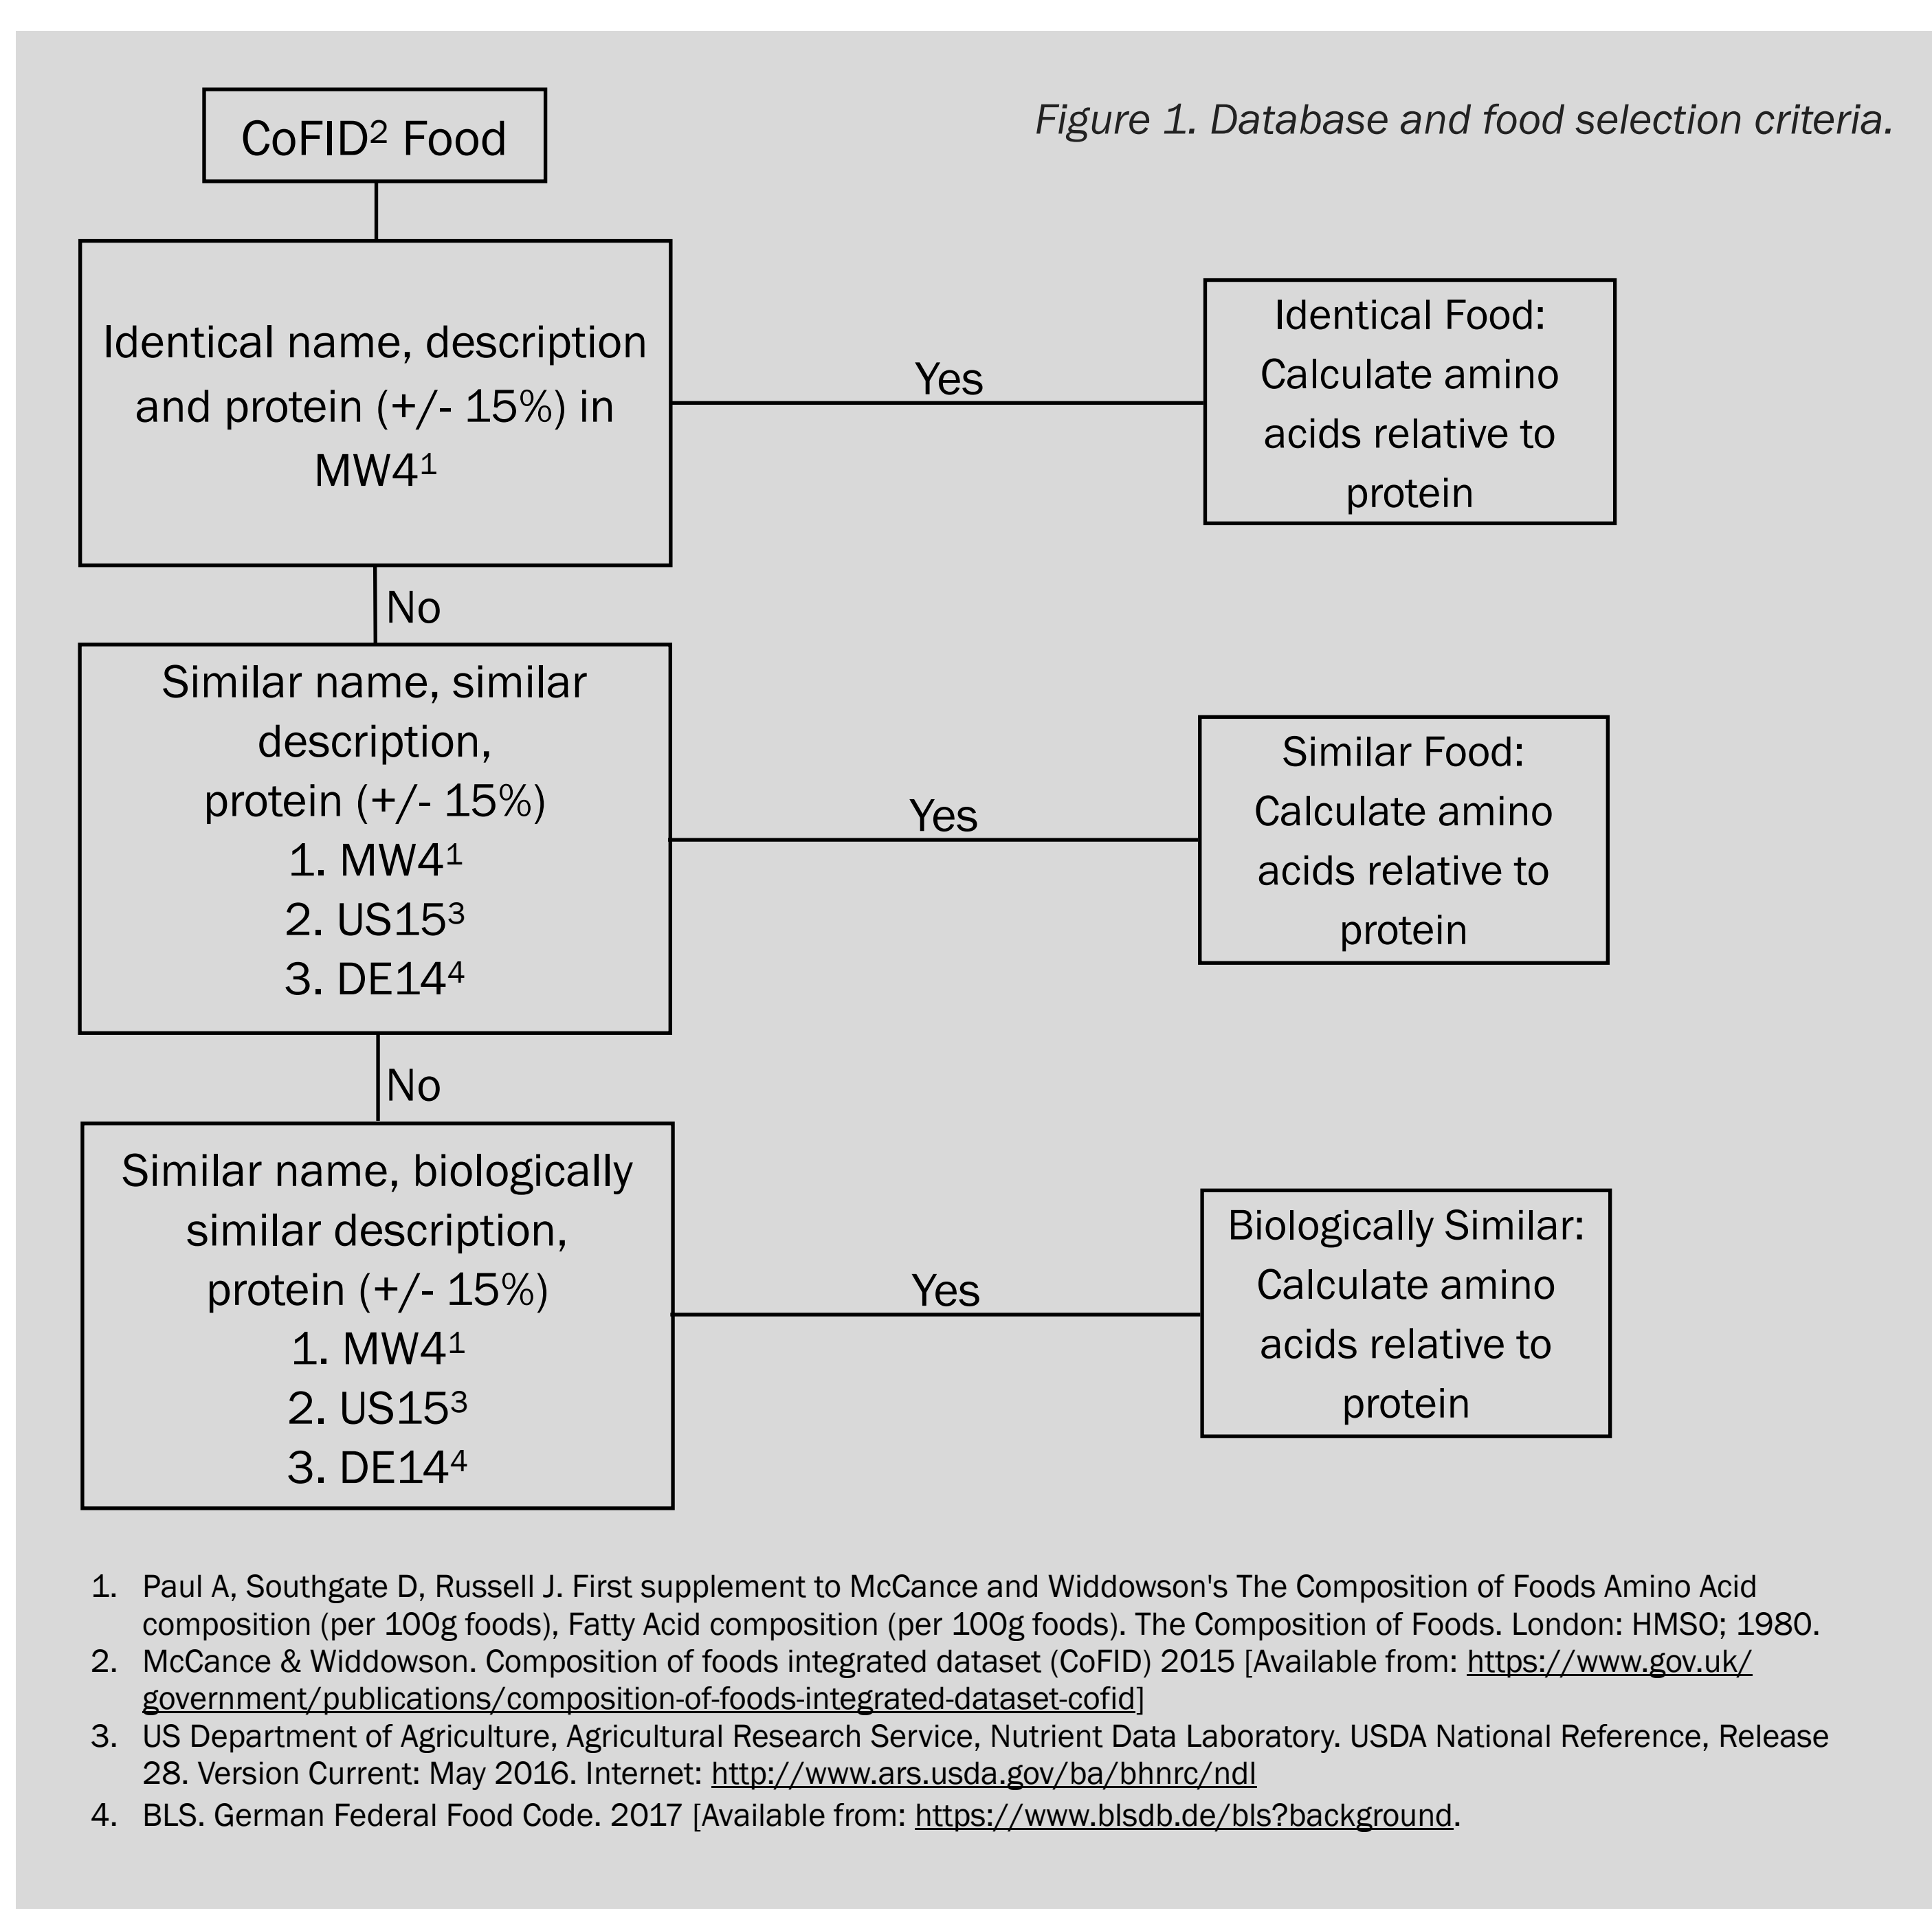 Figure 1. Database and food selection criteria.
CoFID² Food
Identical name, description
and protein (+/- 15%) in
MW4¹
Yes
Identical Food:
Calculate amino
acids relative to
protein
No
Similar name, similar
description,
protein (+/- 15%)
1. MW4¹
2. US15³
3. DE14⁴
Yes
Similar Food:
Calculate amino
acids relative to
protein
No
Similar name, biologically
similar description,
protein (+/- 15%)
1. MW4¹
2. US15³
3. DE14⁴
Yes
Biologically Similar:
Calculate amino
acids relative to
protein
1. Paul A, Southgate D, Russell J. First supplement to McCance and Widdowson's The Composition of Foods Amino Acid
composition (per 100g foods), Fatty Acid composition (per 100g foods). The Composition of Foods. London: HMSO; 1980.
2. McCance & Widdowson. Composition of foods integrated dataset (CoFID) 2015 [Available from: https://www.gov.uk/
government/publications/composition-of-foods-integrated-dataset-cofid]
3. US Department of Agriculture, Agricultural Research Service, Nutrient Data Laboratory. USDA National Reference, Release
28. Version Current: May 2016. Internet: http://www.ars.usda.gov/ba/bhnrc/ndl
4. BLS. German Federal Food Code. 2017 [Available from: https://www.blsdb.de/bls?background.